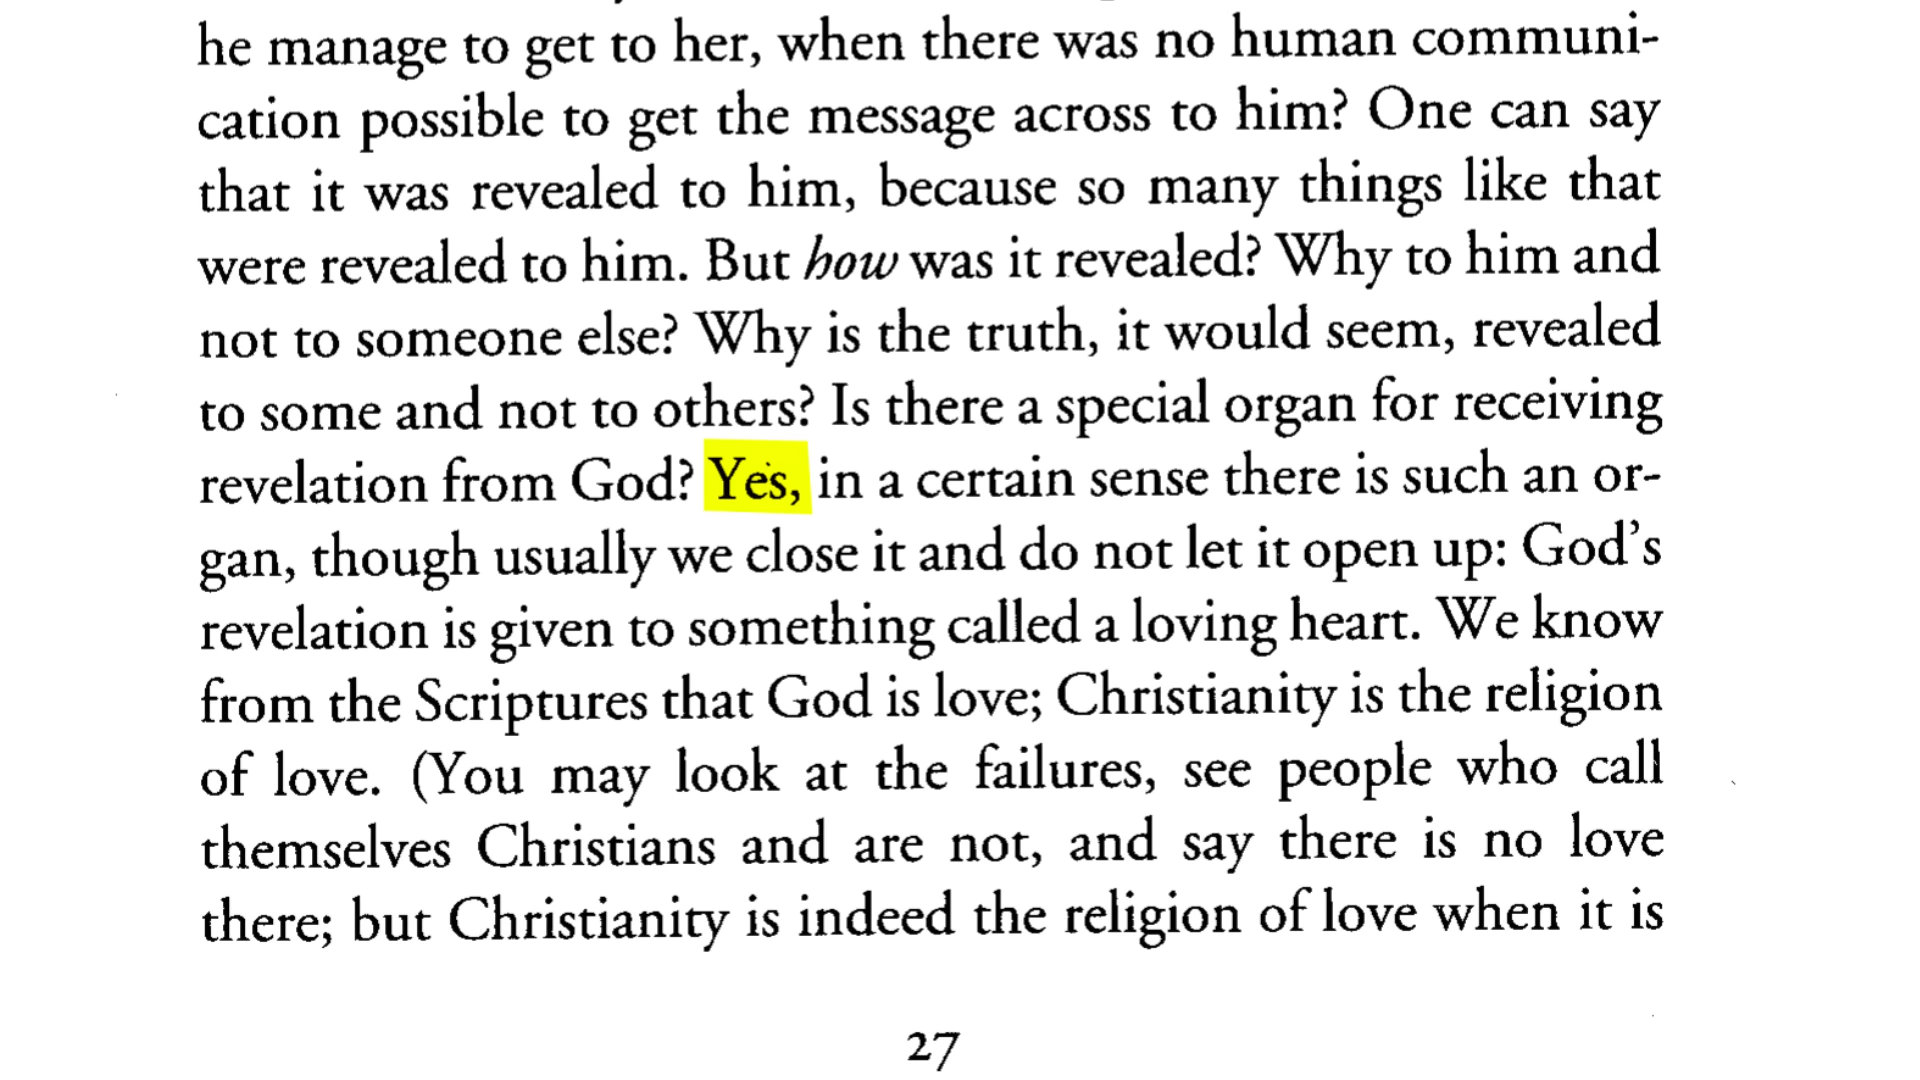 he manage to get to her, when there was no human communi-
cation possible to get the message across to him? One can say
that it was revealed to him, because so many things like that
were revealed to him. But how was it revealed? Why to him and
not to someone else? Why is the truth, it would seem, revealed
to some and not to others? Is there a special organ for receiving
revelation from God? Yes, in a certain sense there is such an or-
gan, though usually we close it and do not let it open up: God's
revelation is given to something called a loving heart. We know
from the Scriptures that God is love; Christianity is the religion
of love. (You may look at the failures, see people who call
themselves Christians and are not, and say there is no love
there; but Christianity is indeed the religion of love when it is
27